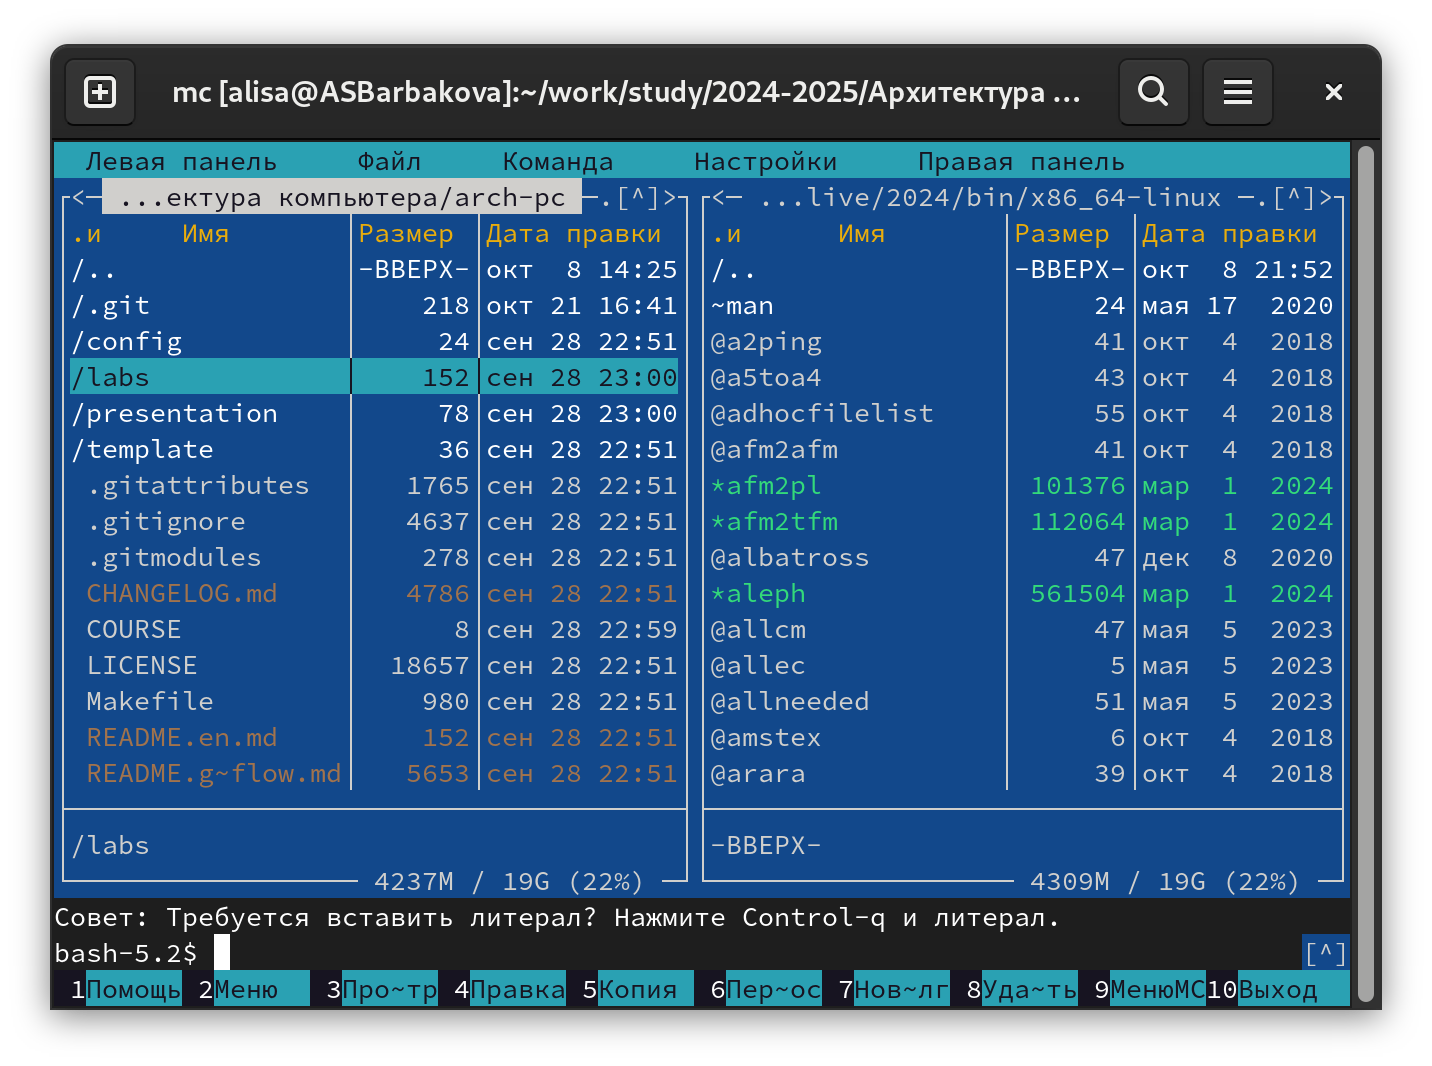 mc [alisa@ASBarbakova]:~/work/study/2024-2025/Архитектура ...
Левая панель Файл Команда Настройки Правая панель
<─ ...ектура компьютера/arch-pc ─.[^]> <─ ...live/2024/bin/x86_64-linux ─.[^]>
.и Имя Размер Дата правки .и Имя Размер Дата правки
/.. -ВВЕРХ- окт 8 14:25 /.. -ВВЕРХ- окт 8 21:52
/.git 218 окт 21 16:41 ~man 24 мая 17 2020
/config 24 сен 28 22:51 @a2ping 41 окт 4 2018
/labs 152 сен 28 23:00 @a5toa4 43 окт 4 2018
/presentation 78 сен 28 23:00 @adhocfilelist 55 окт 4 2018
/template 36 сен 28 22:51 @afm2afm 41 окт 4 2018
.gitattributes 1765 сен 28 22:51 *afm2pl 101376 мар 1 2024
.gitignore 4637 сен 28 22:51 *afm2tfm 112064 мар 1 2024
.gitmodules 278 сен 28 22:51 @albatross 47 дек 8 2020
CHANGELOG.md 4786 сен 28 22:51 *aleph 561504 мар 1 2024
COURSE 8 сен 28 22:59 @allcm 47 мая 5 2023
LICENSE 18657 сен 28 22:51 @allec 5 мая 5 2023
Makefile 980 сен 28 22:51 @allneeded 51 мая 5 2023
README.en.md 152 сен 28 22:51 @amstex 6 окт 4 2018
README.g~flow.md 5653 сен 28 22:51 @arara 39 окт 4 2018
/labs -ВВЕРХ-
4237M / 19G (22%) 4309M / 19G (22%)
Совет: Требуется вставить литерал? Нажмите Control-q и литерал.
bash-5.2$ [^]
1Помощь 2Меню 3Про~тр 4Правка 5Копия 6Пер~ос 7Нов~лг 8Уда~ть 9МенюМС10Выход